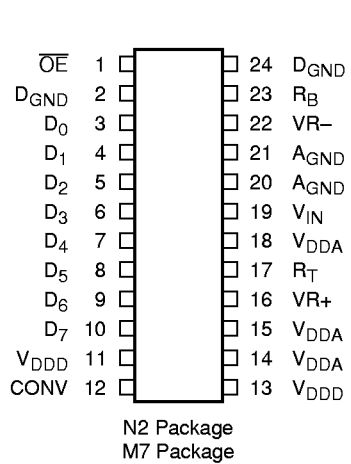 OE 1 24 DGND
DGND 2 23 RB
D0 3 22 VR–
D1 4 21 AGND
D2 5 20 AGND
D3 6 19 VIN
D4 7 18 VDDA
D5 8 17 RT
D6 9 16 VR+
D7 10 15 VDDA
VDDD 11 14 VDDA
CONV 12 13 VDDD
N2 Package
M7 Package